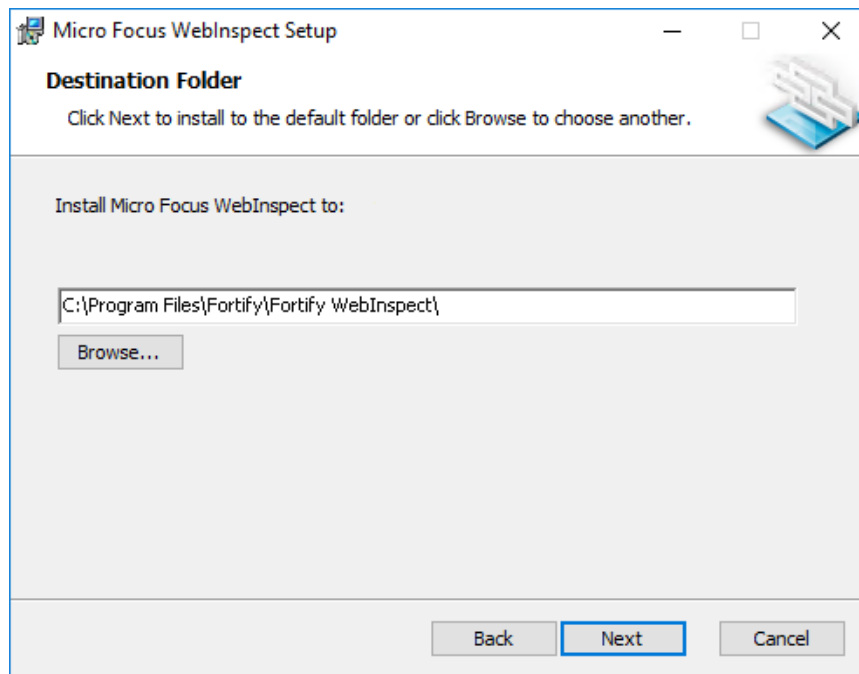 Micro Focus WebInspect Setup
Destination Folder
Click Next to install to the default folder or click Browse to choose another.
Install Micro Focus WebInspect to:
C:\Program Files\Fortify\Fortify WebInspect\
Browse...
Back Next Cancel